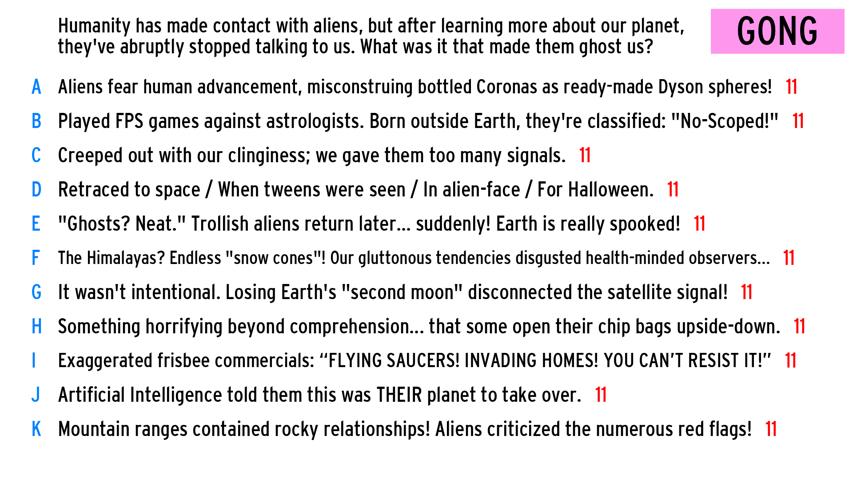 Humanity has made contact with aliens, but after learning more about our planet,
they've abruptly stopped talking to us. What was it that made them ghost us?
GONG
A Aliens fear human advancement, misconstruing bottled Coronas as ready-made Dyson spheres! 11
B Played FPS games against astrologists. Born outside Earth, they're classified: "No-Scoped!" 11
C Creeped out with our clinginess; we gave them too many signals. 11
D Retraced to space / When tweens were seen / In alien-face / For Halloween. 11
E "Ghosts? Neat." Trollish aliens return later... suddenly! Earth is really spooked! 11
F The Himalayas? Endless "snow cones"! Our gluttonous tendencies disgusted health-minded observers... 11
G It wasn't intentional. Losing Earth's "second moon" disconnected the satellite signal! 11
H Something horrifying beyond comprehension... that some open their chip bags upside-down. 11
I Exaggerated frisbee commercials: “FLYING SAUCERS! INVADING HOMES! YOU CAN’T RESIST IT!” 11
J Artificial Intelligence told them this was THEIR planet to take over. 11
K Mountain ranges contained rocky relationships! Aliens criticized the numerous red flags! 11